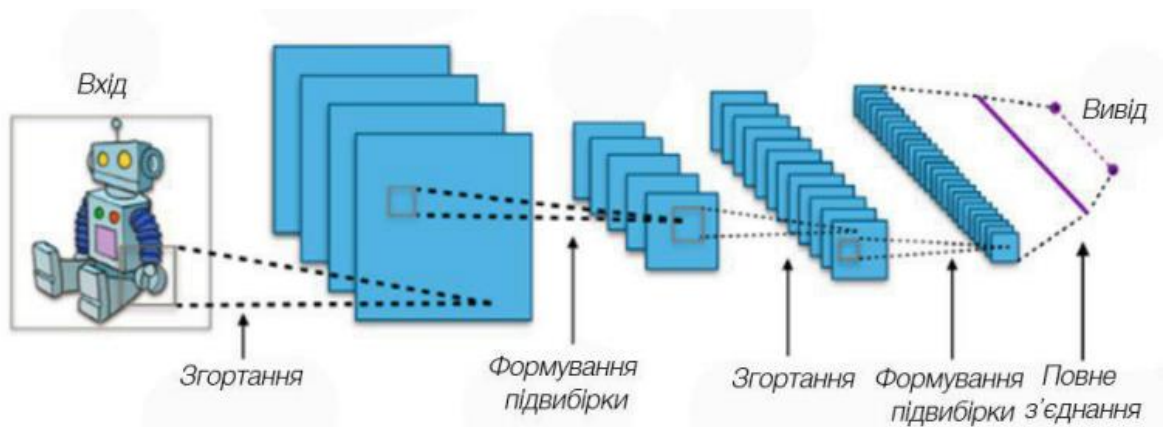 Вхід
Вивід
Згортання
Формування
підвибірки
Згортання
Формування
підвибірки
Повне
з’єднання